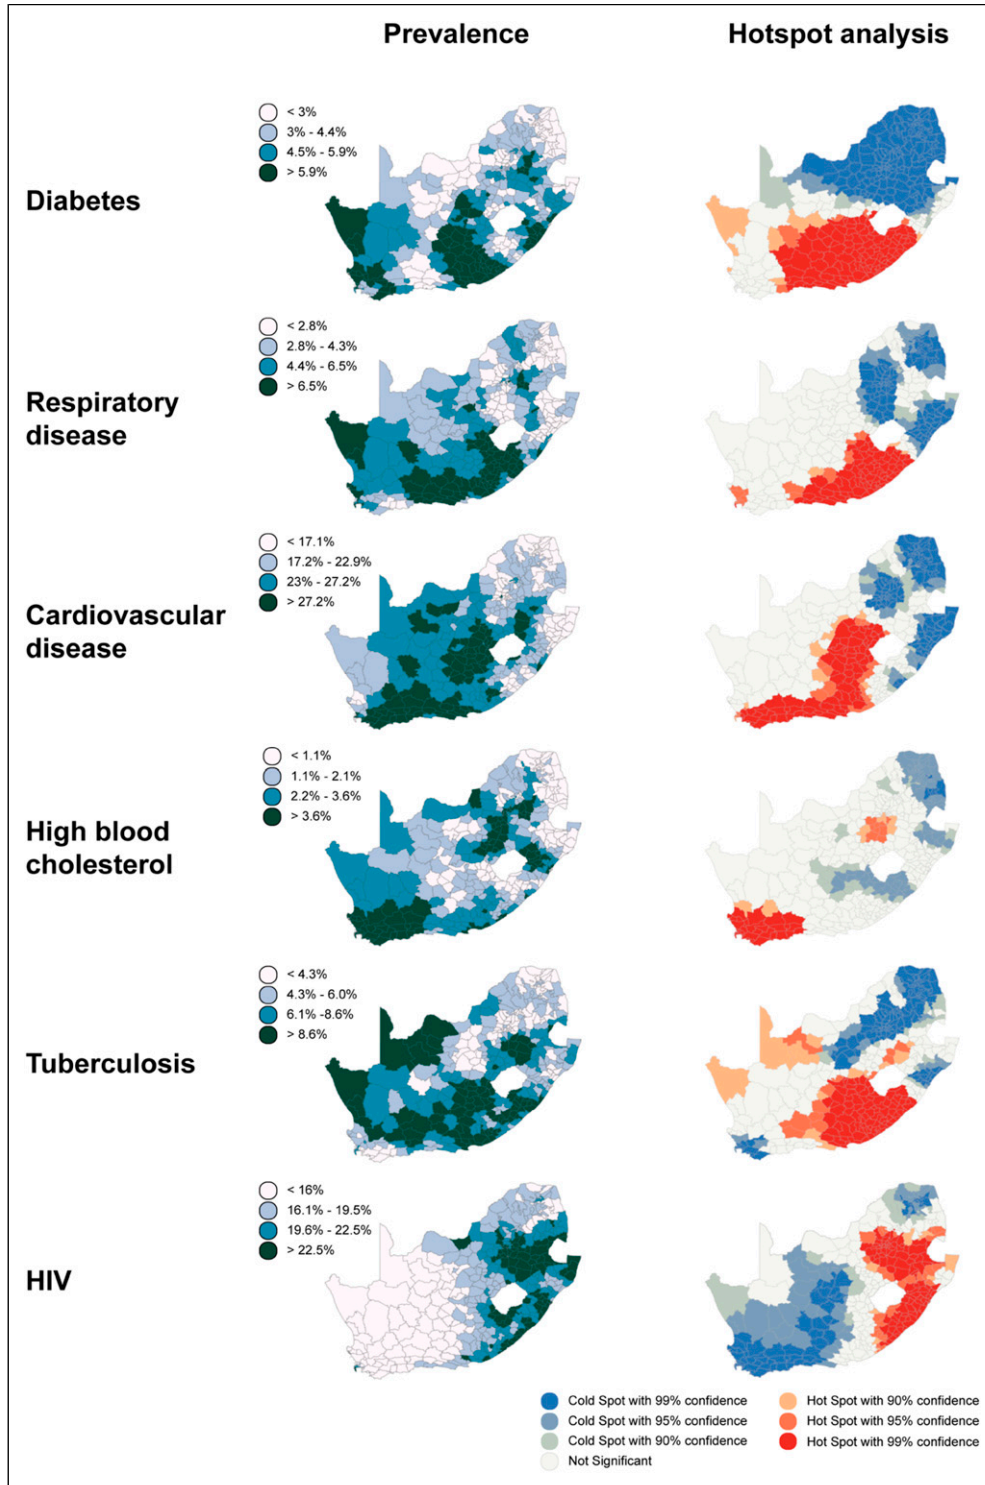 Prevalence
Hotspot analysis
Diabetes
< 3%
3% - 4.4%
4.5% - 5.9%
> 5.9%
Respiratory
disease
< 2.8%
2.8% - 4.3%
4.4% - 6.5%
> 6.5%
Cardiovascular
disease
< 17.1%
17.2% - 22.9%
23% - 27.2%
> 27.2%
High blood
cholesterol
< 1.1%
1.1% - 2.1%
2.2% - 3.6%
> 3.6%
Tuberculosis
< 4.3%
4.3% - 6.0%
6.1% -8.6%
> 8.6%
HIV
< 16%
16.1% - 19.5%
19.6% - 22.5%
> 22.5%
Cold Spot with 99% confidence
Cold Spot with 95% confidence
Cold Spot with 90% confidence
Not Significant
Hot Spot with 90% confidence
Hot Spot with 95% confidence
Hot Spot with 99% confidence